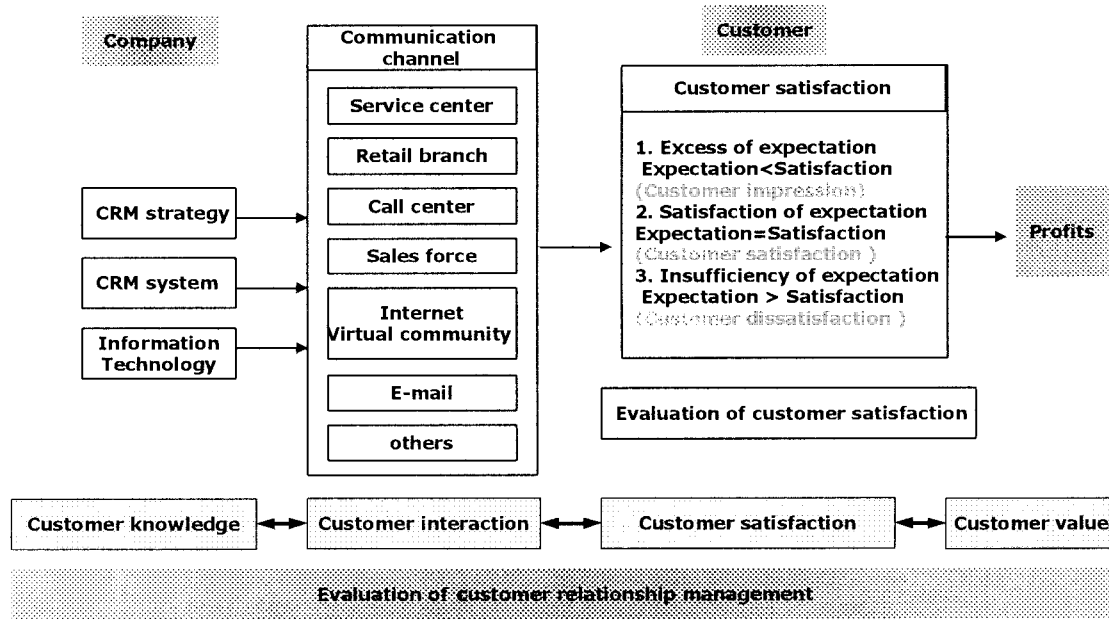 Company
Communication
channel
Customer
Customer satisfaction
Service center
Retail branch
Call center
Sales force
Internet
Virtual community
E-mail
others
CRM strategy
CRM system
Information
Technology
1. Excess of expectation
Expectation<Satisfaction
(Customer impression)
2. Satisfaction of expectation
Expectation=Satisfaction
(Customer satisfaction )
3. Insufficiency of expectation
Expectation > Satisfaction
(Customer dissatisfaction )
Profits
Evaluation of customer satisfaction
Customer knowledge
Customer interaction
Customer satisfaction
Customer value
Evaluation of customer relationship management